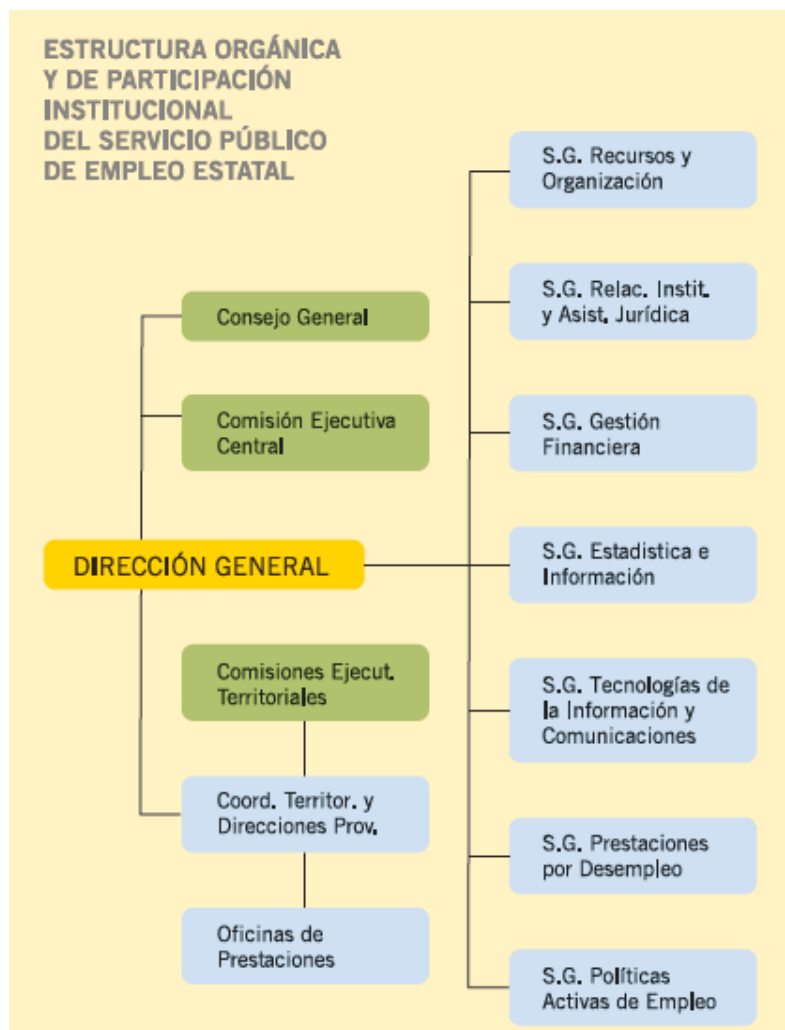 ESTRUCTURA ORGÁNICA
Y DE PARTICIPACIÓN
INSTITUCIONAL
DEL SERVICIO PÚBLICO
DE EMPLEO ESTATAL
Consejo General
Comisión Ejecutiva
Central
DIRECCIÓN GENERAL
Comisiones Ejecut.
Territoriales
Coord. Territor. y
Direcciones Prov.
Oficinas de
Prestaciones
S.G. Recursos y
Organización
S.G. Relac. Instit.
y Asist. Jurídica
S.G. Gestión
Financiera
S.G. Estadistica e
Información
S.G. Tecnologías de
la Información y
Comunicaciones
S.G. Prestaciones
por Desempleo
S.G. Políticas
Activas de Empleo